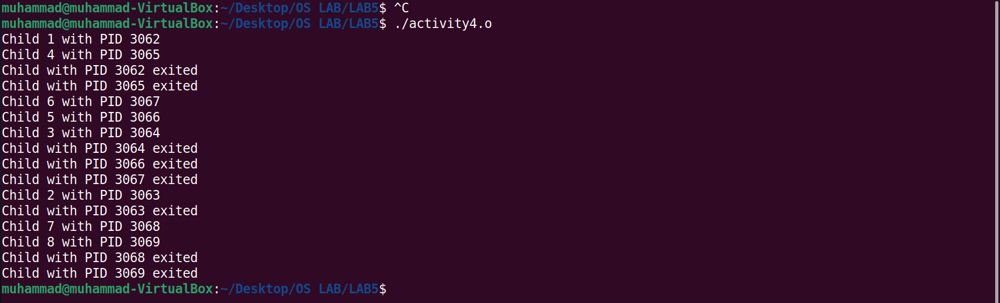 muhammad@muhammad-VirtualBox:~/Desktop/OS LAB/LAB5$ ^C
muhammad@muhammad-VirtualBox:~/Desktop/OS LAB/LAB5$ ./activity4.o
Child 1 with PID 3062
Child 4 with PID 3065
Child with PID 3062 exited
Child with PID 3065 exited
Child 6 with PID 3067
Child 5 with PID 3066
Child 3 with PID 3064
Child with PID 3064 exited
Child with PID 3066 exited
Child with PID 3067 exited
Child 2 with PID 3063
Child with PID 3063 exited
Child 7 with PID 3068
Child 8 with PID 3069
Child with PID 3068 exited
Child with PID 3069 exited
muhammad@muhammad-VirtualBox:~/Desktop/OS LAB/LAB5$